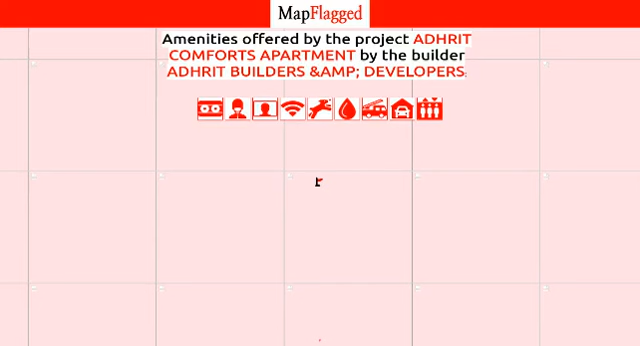 MapFlagged
Amenities offered by the project ADHRIT
COMFORTS APARTMENT by the builder
ADHRIT BUILDERS &AMP; DEVELOPERS.